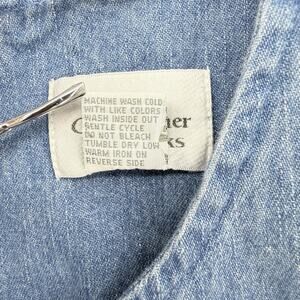 MACHINE WASH COLD
WITH LIKE COLORS
WASH INSIDE OUT
GENTLE CYCLE
DO NOT BLEACH
TUMBLE DRY LOW
WARM IRON ON
REVERSE SIDE